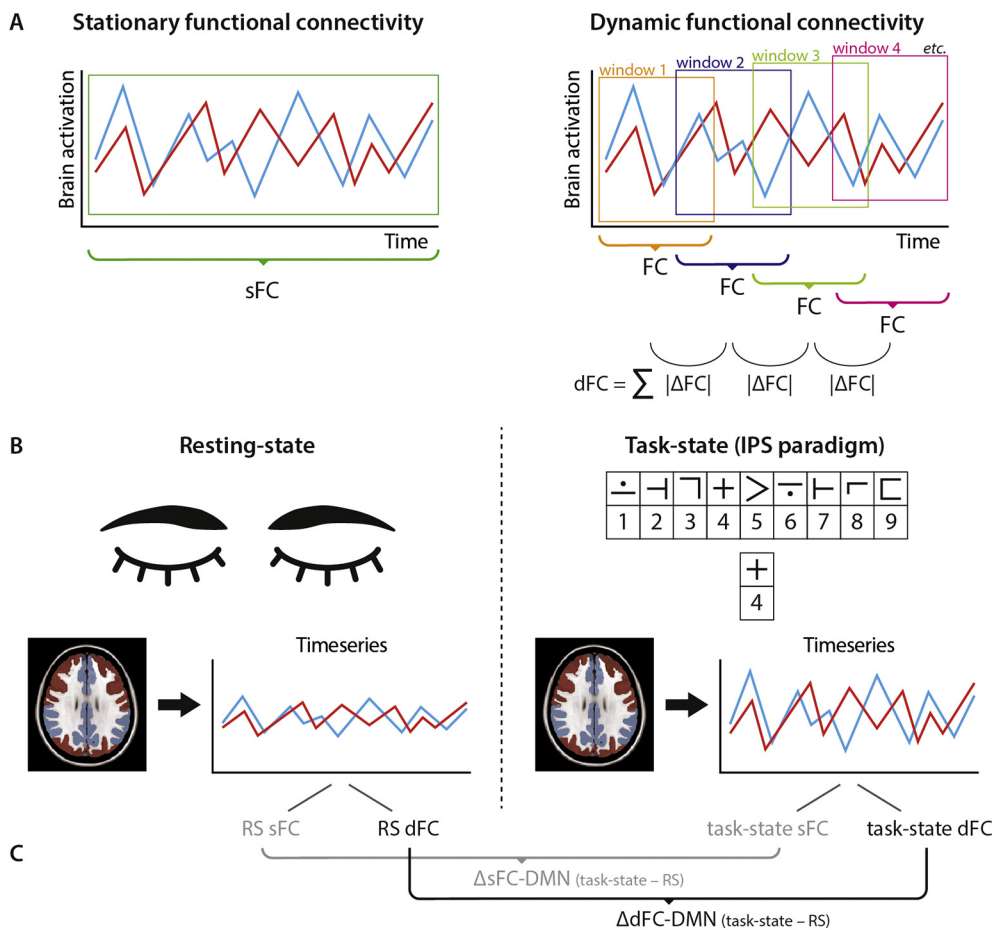 A
Stationary functional connectivity
Dynamic functional connectivity
window 1
window 2
window 3
window 4
etc.
Brain activation
Time
sFC
Brain activation
Time
FC
FC
FC
FC
dFC = ∑ |ΔFC| |ΔFC| |ΔFC|
B
Resting-state
Task-state (IPS paradigm)
1 2 3 4 5 6 7 8 9
+
4
Timeseries
Timeseries
RS sFC
RS dFC
task-state sFC
task-state dFC
C
ΔsFC-DMN (task-state – RS)
ΔdFC-DMN (task-state – RS)